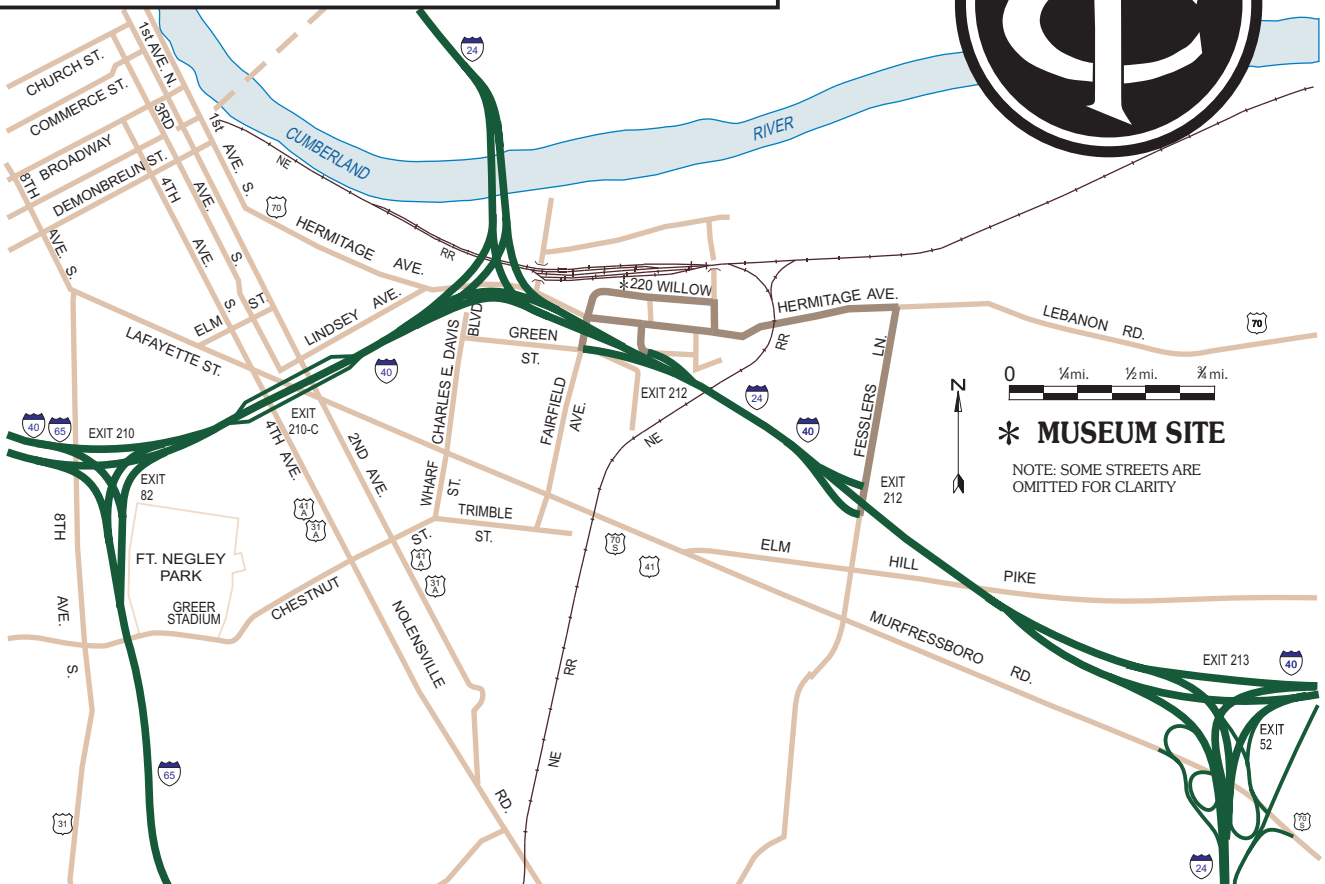 CHURCH ST.
COMMERCE ST.
BROADWAY
DEMONBREUN ST.
1st AVE. N.
3RD AVE. S.
4TH AVE. S.
8TH AVE. S.
1st AVE. S.
NE RR
CUMBERLAND RIVER
24
70
HERMITAGE AVE.
ELM ST.
LINDSEY AVE.
LAFAYETTE ST.
*220 WILLOW
HERMITAGE AVE.
LEBANON RD.
70
GREEN ST.
CHARLES E. DAVIS BLVD
FAIRFIELD AVE.
FESSLERS LN.
RR
NE
EXIT 212
24
40
40
0 ¼mi. ½mi. ¾mi.
N
* MUSEUM SITE
NOTE: SOME STREETS ARE
OMITTED FOR CLARITY
40
65
EXIT 210
EXIT
210-C
EXIT
82
4TH AVE.
2ND AVE.
WHARF ST.
TRIMBLE ST.
EXIT
212
41
A
31
A
41
A
31
A
70
S
41
8TH AVE. S.
FT. NEGLEY
PARK
GREER
STADIUM
CHESTNUT ST.
NOLENSVILLE RD.
ELM HILL PIKE
MURFRESSBORO RD.
NE RR
EXIT 213
40
EXIT
52
65
31
70
S
24